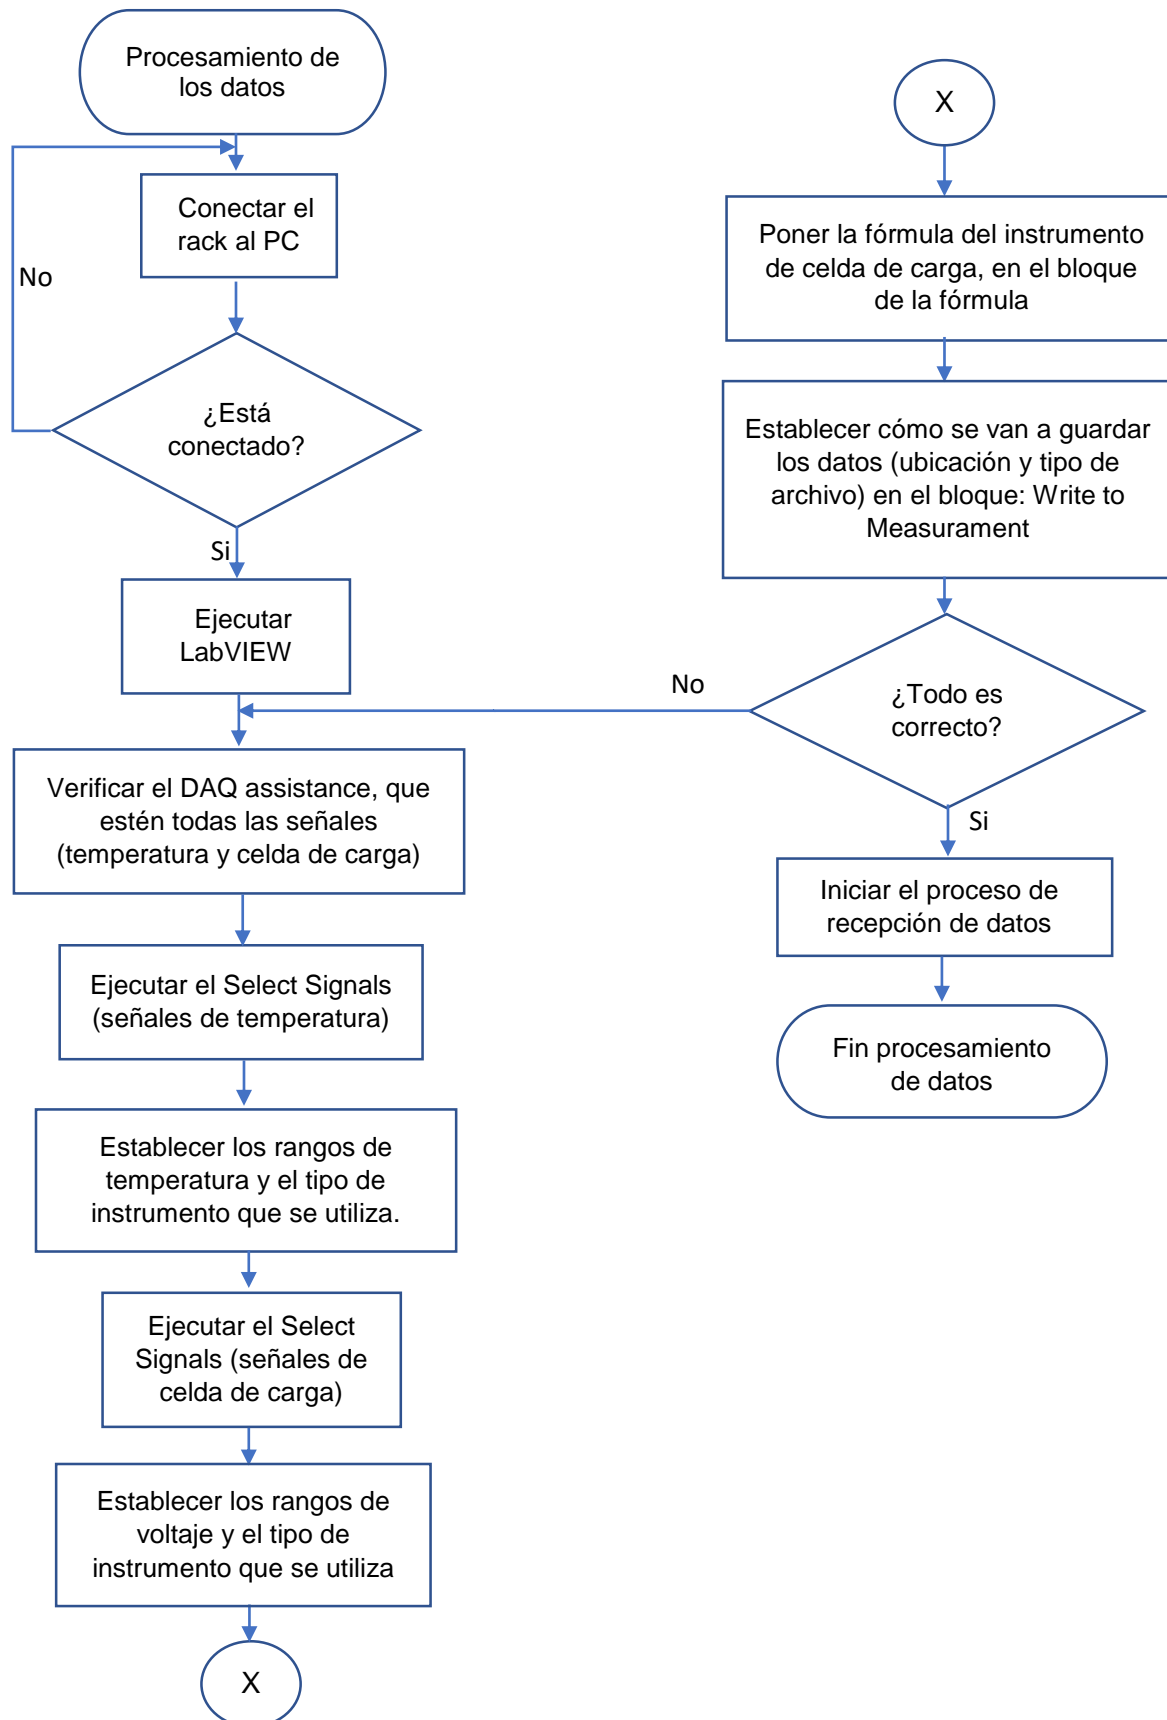 Procesamiento de
los datos
Conectar el
rack al PC
No
¿Está
conectado?
Si
Ejecutar
LabVIEW
Verificar el DAQ assistance, que
estén todas las señales
(temperatura y celda de carga)
Ejecutar el Select Signals
(señales de temperatura)
Establecer los rangos de
temperatura y el tipo de
instrumento que se utiliza.
Ejecutar el Select
Signals (señales de
celda de carga)
Establecer los rangos de
voltaje y el tipo de
instrumento que se utiliza
X
X
Poner la fórmula del instrumento
de celda de carga, en el bloque
de la fórmula
Establecer cómo se van a guardar
los datos (ubicación y tipo de
archivo) en el bloque: Write to
Measurament
No
¿Todo es
correcto?
Si
Iniciar el proceso de
recepción de datos
Fin procesamiento
de datos